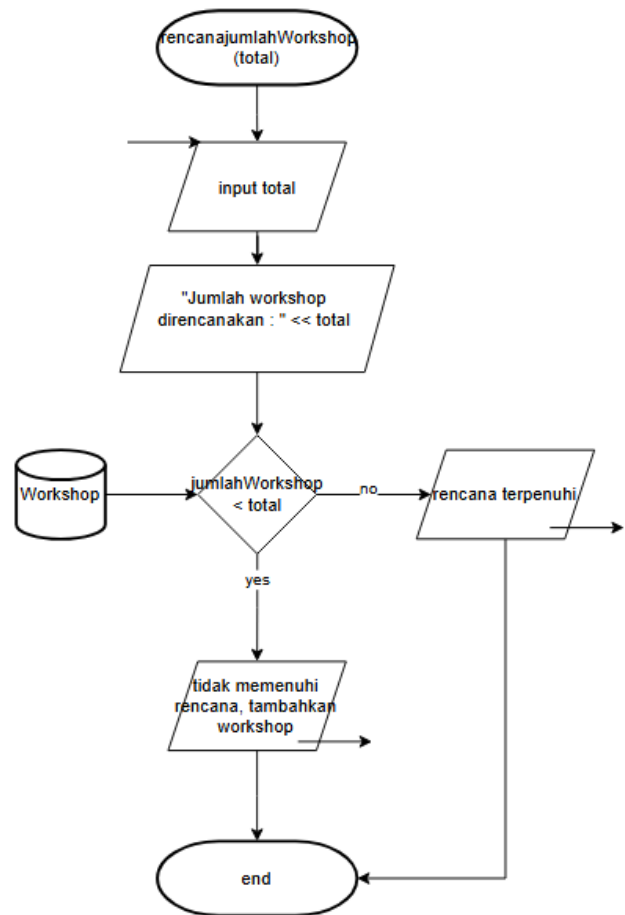 rencanajumlahWorkshop
(total)
input total
"Jumlah workshop
direncanakan : " << total
Workshop
jumlahWorkshop
< total
no
rencana terpenuhi
yes
tidak memenuhi
rencana, tambahkan
workshop
end